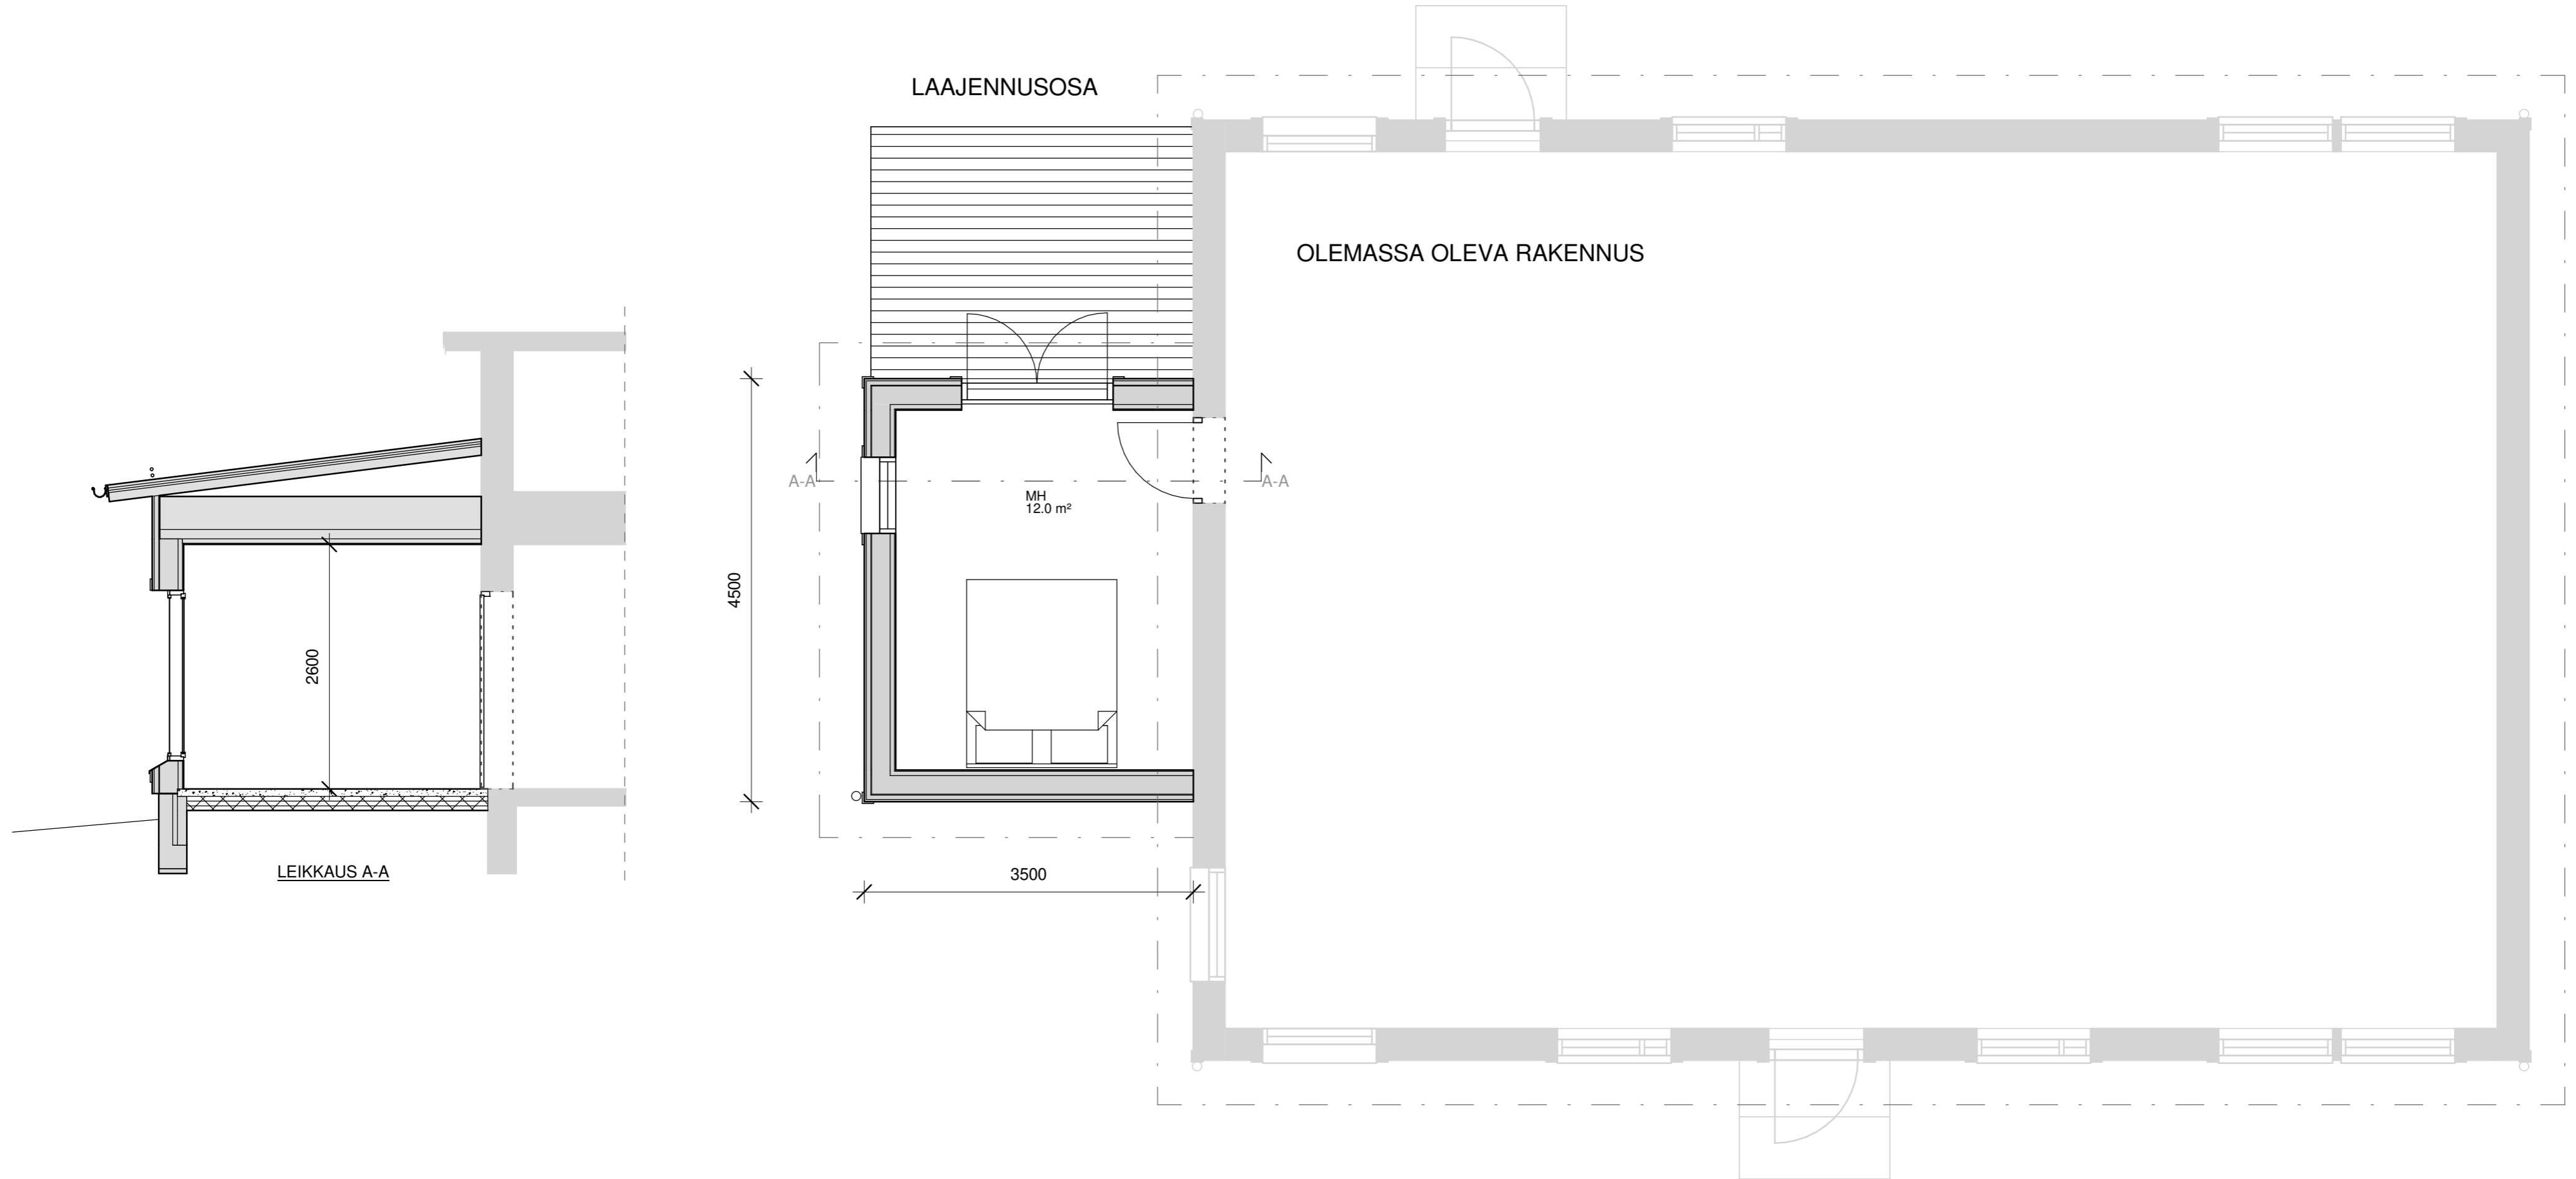 LAAJENNUSOSA
OLEMASSA OLEVA RAKENNUS
A-A
A-A
MH
12.0 m²
4500
2600
3500
LEIKKAUS A-A